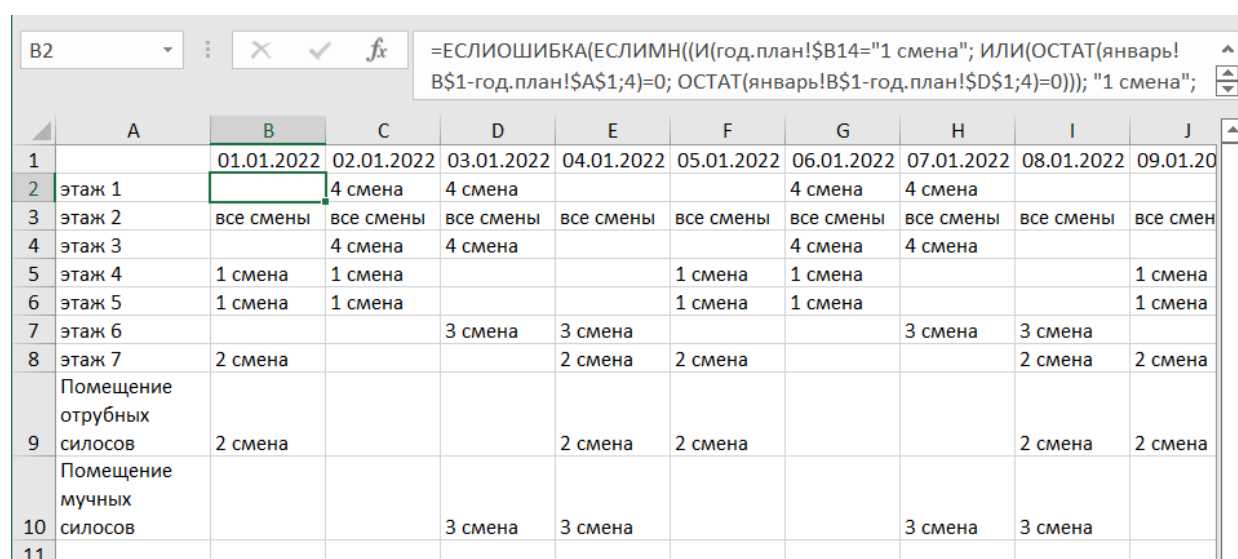 B2 fx =ЕСЛИОШИБКА(ЕСЛИМН((И(год.план!$B14="1 смена"; ИЛИ(ОСТАТ(январь!
B$1-год.план!$A$1;4)=0; ОСТАТ(январь!B$1-год.план!$D$1;4)=0))); "1 смена";
A B C D E F G H I J
1 01.01.2022 02.01.2022 03.01.2022 04.01.2022 05.01.2022 06.01.2022 07.01.2022 08.01.2022 09.01.20
2 этаж 1 4 смена 4 смена 4 смена 4 смена
3 этаж 2 все смены все смены все смены все смены все смены все смены все смены все смены все смен
4 этаж 3 4 смена 4 смена 4 смена 4 смена
5 этаж 4 1 смена 1 смена 1 смена 1 смена 1 смена
6 этаж 5 1 смена 1 смена 1 смена 1 смена 1 смена
7 этаж 6 3 смена 3 смена 3 смена 3 смена
8 этаж 7 2 смена 2 смена 2 смена 2 смена 2 смена
Помещение
отрубных
9 силосов 2 смена 2 смена 2 смена 2 смена 2 смена
Помещение
мучных
10 силосов 3 смена 3 смена 3 смена 3 смена
11